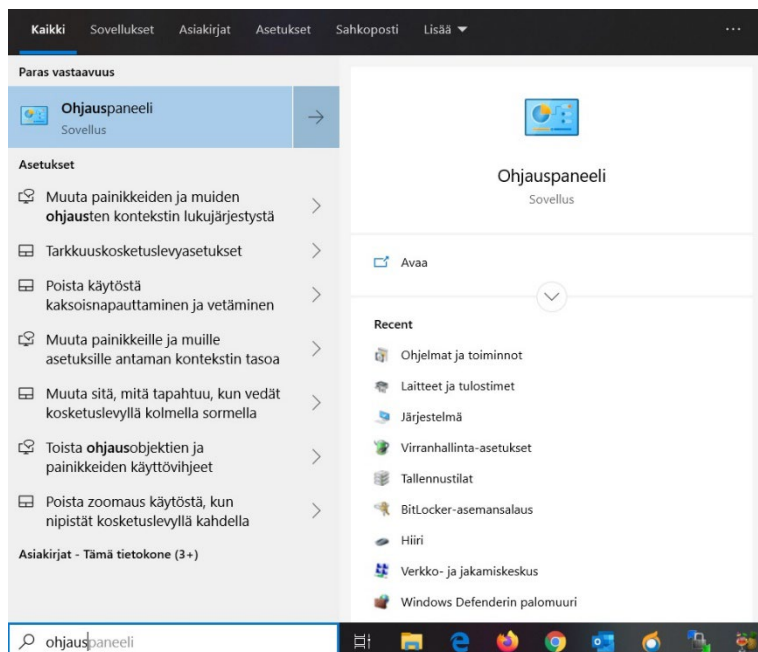 Kaikki Sovellukset Asiakirjat Asetukset Sahkoposti Lisää
Paras vastaavuus
Ohjauspaneeli
Sovellus
Asetukset
Muuta painikkeiden ja muiden
ohjausten kontekstin lukujärjestystä
Tarkkuuskosketuslevyasetukset
Poista käytöstä
kaksoisnapauttaminen ja vetäminen
Muuta painikkeille ja muille
asetuksille antaman kontekstin tasoa
Muuta sitä, mitä tapahtuu, kun vedät
kosketuslevyllä kolmella sormella
Toista ohjausobjektien ja
painikkeiden käyttövihjeet
Poista zoomaus käytöstä, kun
nipistät kosketuslevyllä kahdella
Asiakirjat - Tämä tietokone (3+)
ohjauspaneeli
Ohjauspaneeli
Sovellus
Avaa
Recent
Ohjelmat ja toiminnot
Laitteet ja tulostimet
Järjestelmä
Virranhallinta-asetukset
Tallennustilat
BitLocker-asemansalaus
Hiiri
Verkko- ja jakamiskeskus
Windows Defenderin palomuuri